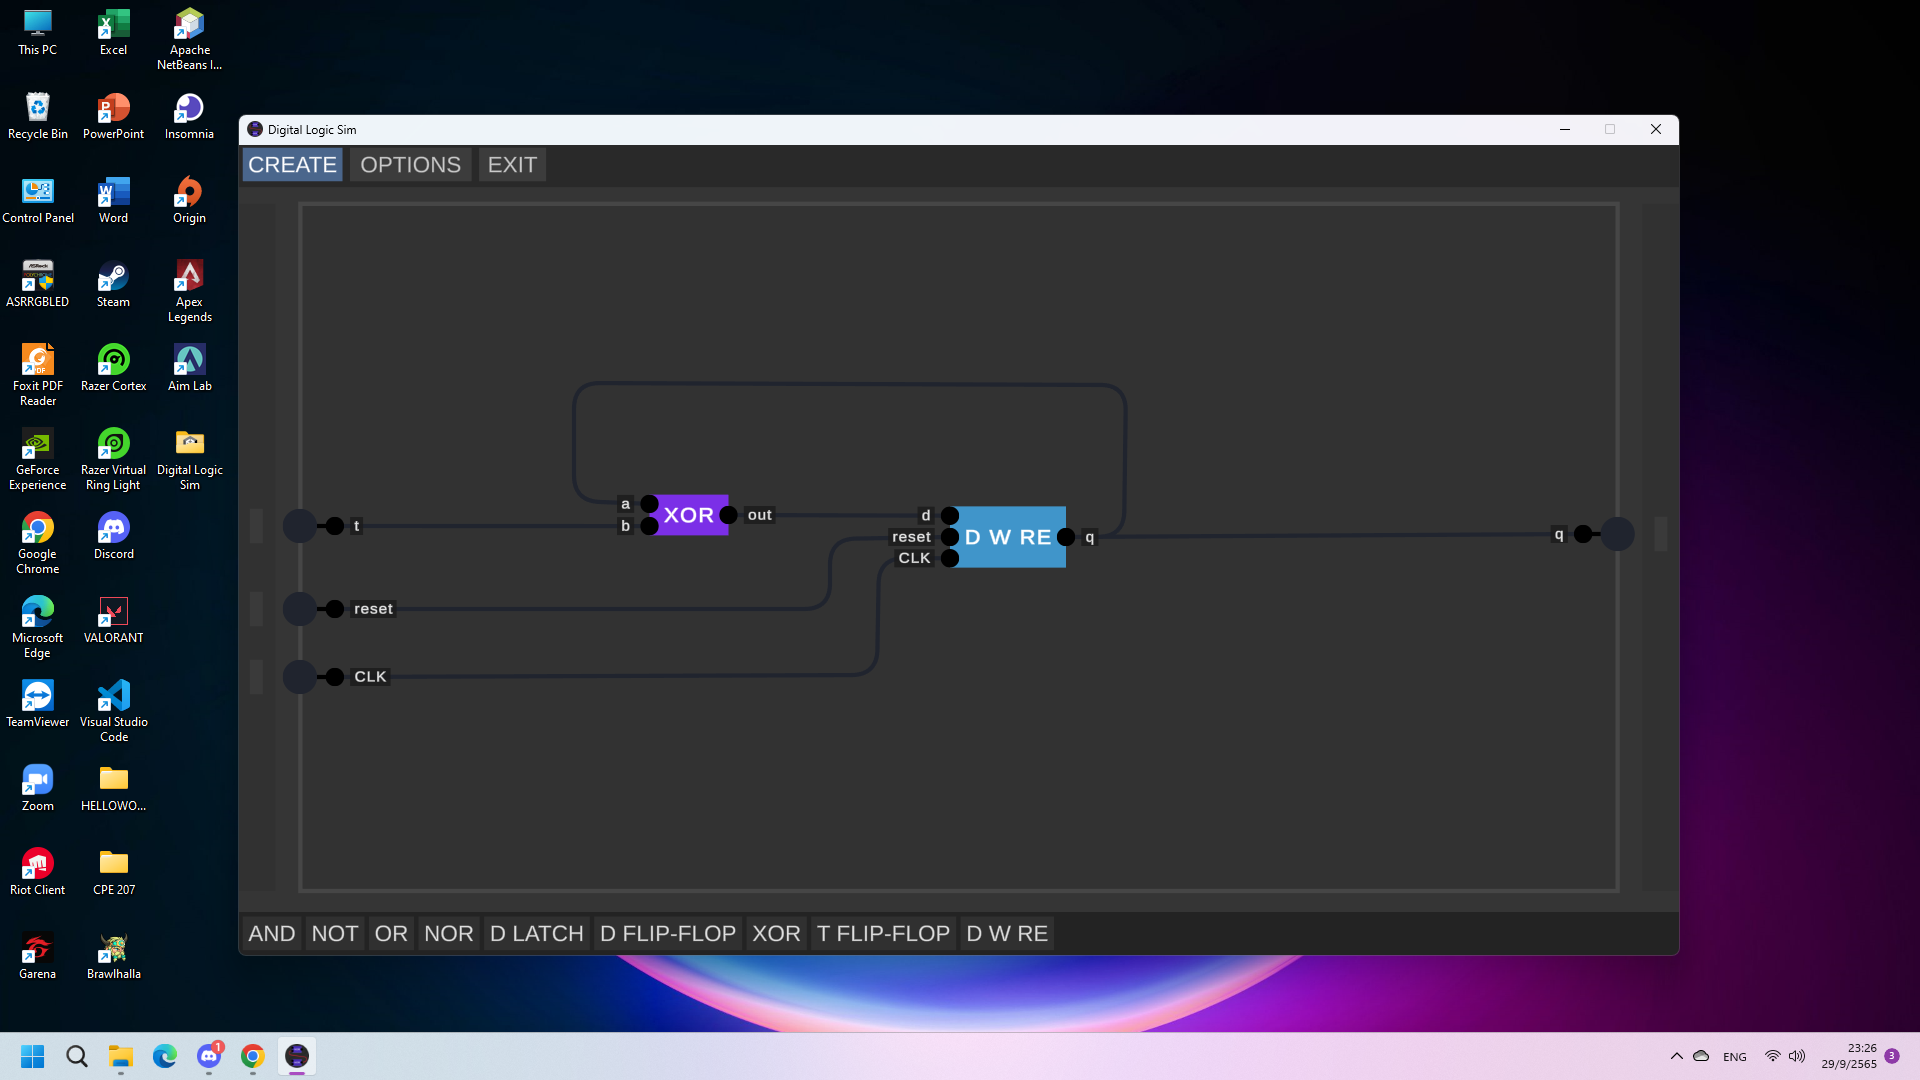 This PC
Excel
Apache
NetBeans I...
Recycle Bin
PowerPoint
Insomnia
Control Panel
Word
Origin
ASRRGBLED
Steam
Apex
Legends
Foxit PDF
Reader
Razer Cortex
Aim Lab
GeForce
Experience
Razer Virtual
Ring Light
Digital Logic
Sim
Google
Chrome
Discord
Microsoft
Edge
VALORANT
TeamViewer
Visual Studio
Code
Zoom
HELLOWO...
Riot Client
CPE 207
Garena
Brawlhalla
Digital Logic Sim
CREATE OPTIONS EXIT
a
XOR
out
b
t
d
reset
CLK
D W RE
q
q
reset
CLK
AND NOT OR NOR D LATCH D FLIP-FLOP XOR T FLIP-FLOP D W RE
1
ENG
23:26
29/9/2565
3